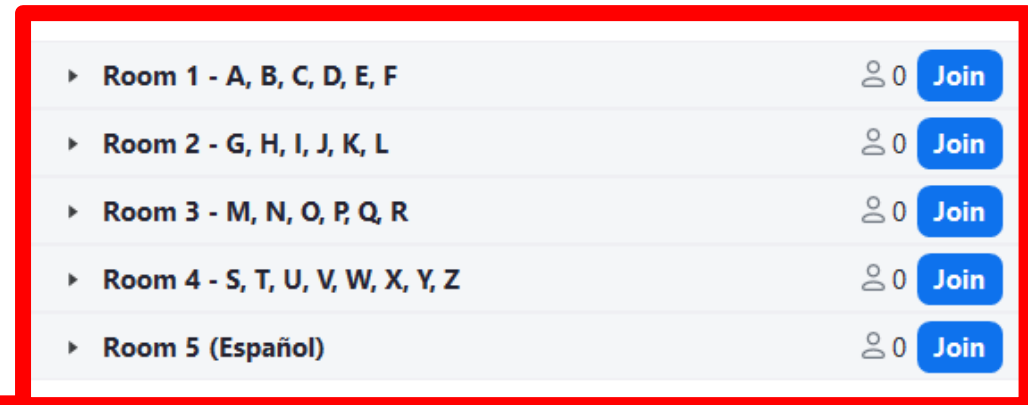 Room 1 - A, B, C, D, E, F 0 Join
Room 2 - G, H, I, J, K, L 0 Join
Room 3 - M, N, O, P, Q, R 0 Join
Room 4 - S, T, U, V, W, X, Y, Z 0 Join
Room 5 (Español) 0 Join